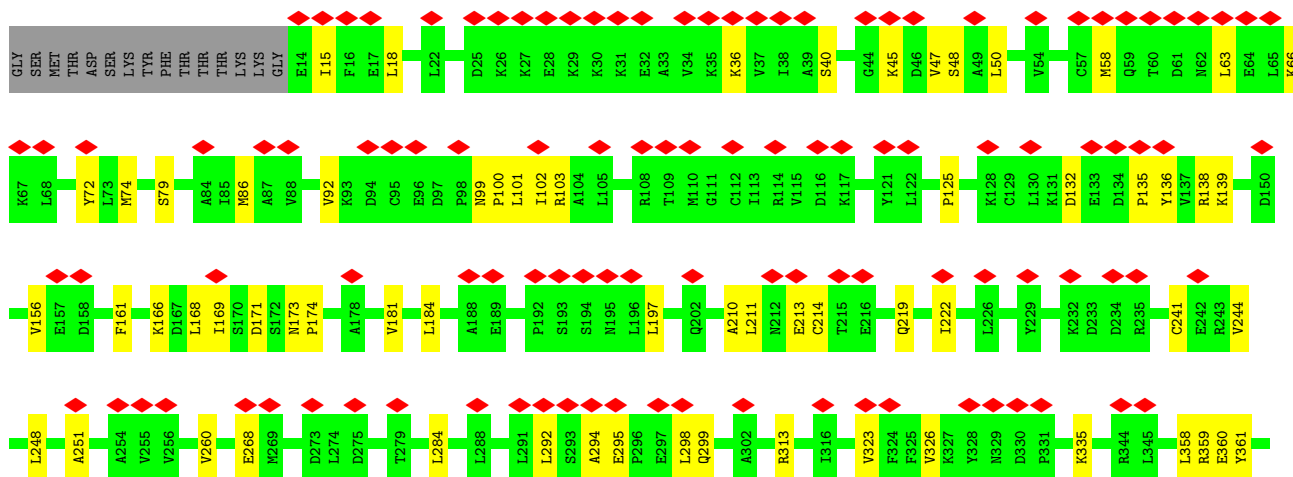 GLY SER MET THR ASP SER LYS TYR PHE THR THR THR LYS LYS GLY E14 I15 F16 E17 L18 L22 D25 K26 K27 E28 K29 K30 K31 E32 A33 V34 K35 K36 V37 I38 A39 S40 G44 K45 D46 V47 S48 A49 L50 V54 C57 M58 Q59 T60 D61 N62 L63 E64 L65 K66
K67 L68 Y72 L73 M74 S79 A84 I85 M86 A87 V88 V92 K93 D94 C95 E96 D97 P98 N99 P100 L101 I102 R103 A104 L105 R108 T109 M110 G111 C112 I113 R114 V115 D116 K117 Y121 L122 P125 K128 C129 L130 K131 D132 E133 D134 P135 Y136 V137 R138 K139 D150
V156 E157 D158 F161 K166 D167 L168 I169 S170 D171 S172 N173 P174 A178 V181 L184 A188 E189 P192 S193 S194 N195 L196 L197 Q202 A210 L211 N212 E213 C214 T215 E216 Q219 I222 L226 Y229 K232 D233 D234 R235 C241 E242 R243 V244
L248 A251 A254 V255 V256 V260 E268 M269 D273 L274 D275 T279 L284 L288 L291 L292 S293 A294 E295 P296 E297 L298 Q299 A302 R313 I316 V323 F324 F325 V326 K327 Y328 N329 D330 P331 K335 R344 L345 L358 R359 E360 Y361